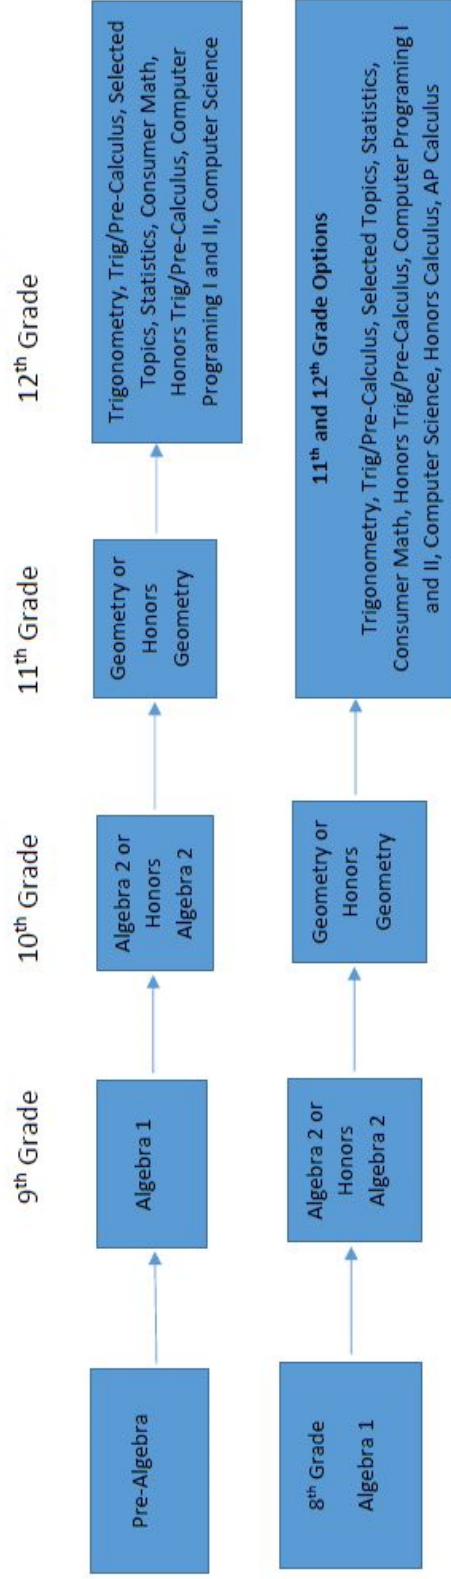 9th Grade
10th Grade
11th Grade
12th Grade
Pre-Algebra
Algebra 1
Algebra 2 or
Honors
Algebra 2
Geometry or
Honors
Geometry
Trigonometry, Trig/Pre-Calculus, Selected
Topics, Statistics, Consumer Math,
Honors Trig/Pre-Calculus, Computer
Programing I and II, Computer Science
8th Grade
Algebra 1
Algebra 2 or
Honors
Algebra 2
Geometry or
Honors
Geometry
11th and 12th Grade Options
Trigonometry, Trig/Pre-Calculus, Selected Topics, Statistics,
Consumer Math, Honors Trig/Pre-Calculus, Computer Programing I
and II, Computer Science, Honors Calculus, AP Calculus